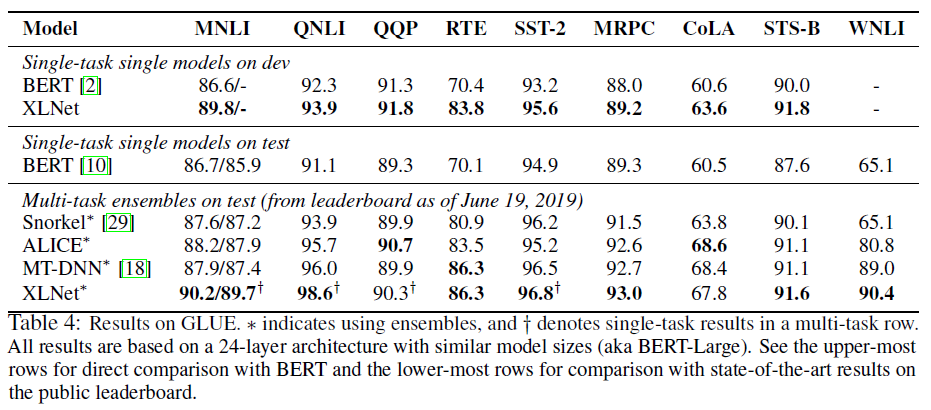 Model MNLI QNLI QQP RTE SST-2 MRPC CoLA STS-B WNLI
Single-task single models on dev
BERT [2] 86.6/- 92.3 91.3 70.4 93.2 88.0 60.6 90.0 -
XLNet 89.8/- 93.9 91.8 83.8 95.6 89.2 63.6 91.8 -
Single-task single models on test
BERT [10] 86.7/85.9 91.1 89.3 70.1 94.9 89.3 60.5 87.6 65.1
Multi-task ensembles on test (from leaderboard as of June 19, 2019)
Snorkel* [29] 87.6/87.2 93.9 89.9 80.9 96.2 91.5 63.8 90.1 65.1
ALICE* 88.2/87.9 95.7 90.7 83.5 95.2 92.6 68.6 91.1 80.8
MT-DNN* [18] 87.9/87.4 96.0 89.9 86.3 96.5 92.7 68.4 91.1 89.0
XLNet* 90.2/89.7† 98.6† 90.3† 86.3 96.8† 93.0 67.8 91.6 90.4
Table 4: Results on GLUE. * indicates using ensembles, and † denotes single-task results in a multi-task row.
All results are based on a 24-layer architecture with similar model sizes (aka BERT-Large). See the upper-most
rows for direct comparison with BERT and the lower-most rows for comparison with state-of-the-art results on
the public leaderboard.